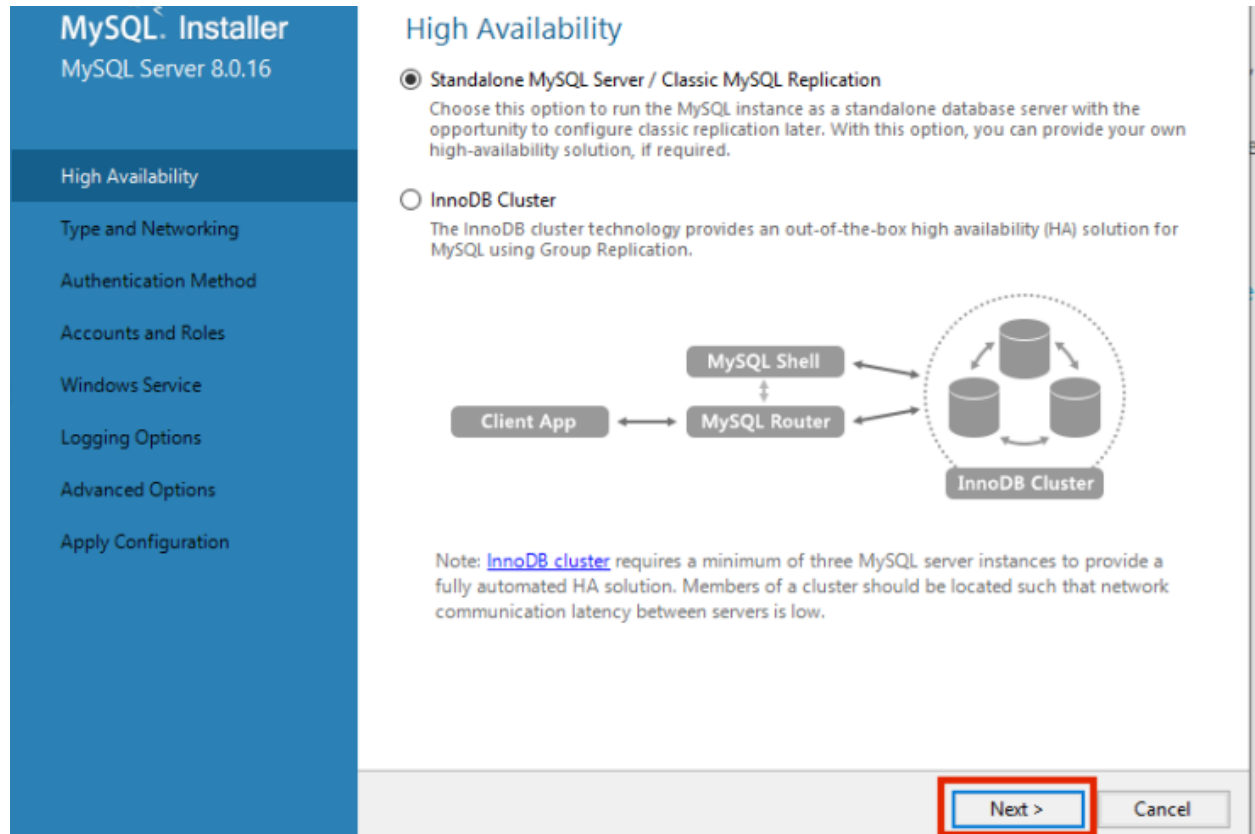 MySQL. Installer
MySQL Server 8.0.16
High Availability
Type and Networking
Authentication Method
Accounts and Roles
Windows Service
Logging Options
Advanced Options
Apply Configuration
High Availability
Standalone MySQL Server / Classic MySQL Replication
Choose this option to run the MySQL instance as a standalone database server with the
opportunity to configure classic replication later. With this option, you can provide your own
high-availability solution, if required.
InnoDB Cluster
The InnoDB cluster technology provides an out-of-the-box high availability (HA) solution for
MySQL using Group Replication.
MySQL Shell
Client App
MySQL Router
InnoDB Cluster
Note: InnoDB cluster requires a minimum of three MySQL server instances to provide a
fully automated HA solution. Members of a cluster should be located such that network
communication latency between servers is low.
Next >
Cancel